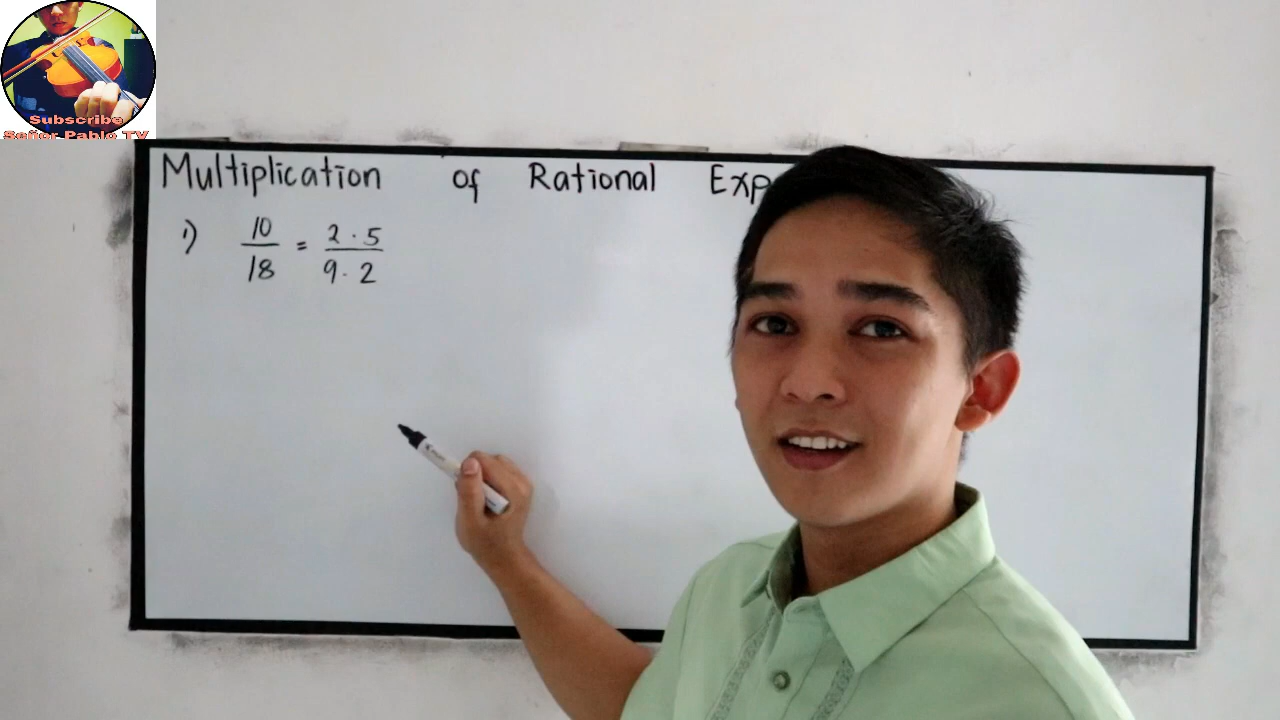 Subscribe
Señor Pablo TV
Multiplication of Rational Exp
1) 10/18 = 2 · 5 / 9 · 2